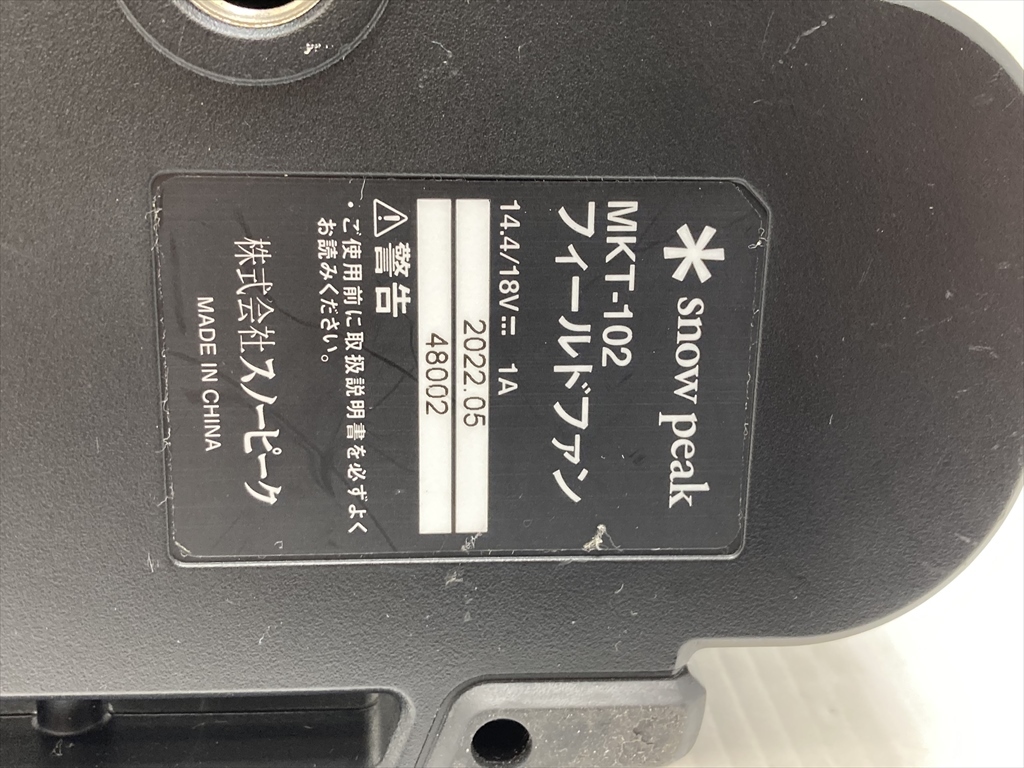 snow peak
MKT-102
フィールドファン
14.4/18V⎓ 1A
2022.05
48002
⚠警告
・ご使用前に取扱説明書を必ずよく
お読みください。
株式会社スノーピーク
MADE IN CHINA